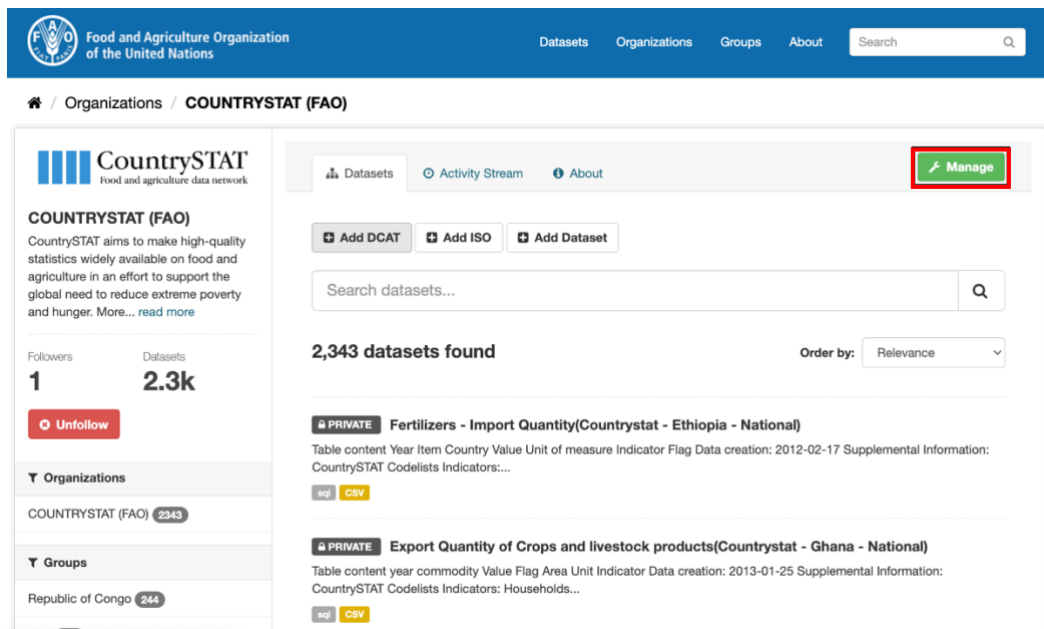 Food and Agriculture Organization
of the United Nations
Datasets Organizations Groups About Search
/ Organizations / COUNTRYSTAT (FAO)
CountrySTAT
Food and agriculture data network
COUNTRYSTAT (FAO)
CountrySTAT aims to make high-quality
statistics widely available on food and
agriculture in an effort to support the
global need to reduce extreme poverty
and hunger. More... read more
Followers Datasets
1 2.3k
Unfollow
Organizations
COUNTRYSTAT (FAO) 2343
Groups
Republic of Congo 244
Datasets Activity Stream About Manage
Add DCAT Add ISO Add Dataset
Search datasets...
2,343 datasets found Order by: Relevance
PRIVATE Fertilizers - Import Quantity(Countrystat - Ethiopia - National)
Table content Year Item Country Value Unit of measure Indicator Flag Data creation: 2012-02-17 Supplemental Information:
CountrySTAT Codelists Indicators:...
sql CSV
PRIVATE Export Quantity of Crops and livestock products(Countrystat - Ghana - National)
Table content year commodity Value Flag Area Unit Indicator Data creation: 2013-01-25 Supplemental Information:
CountrySTAT Codelists Indicators: Households...
sql CSV